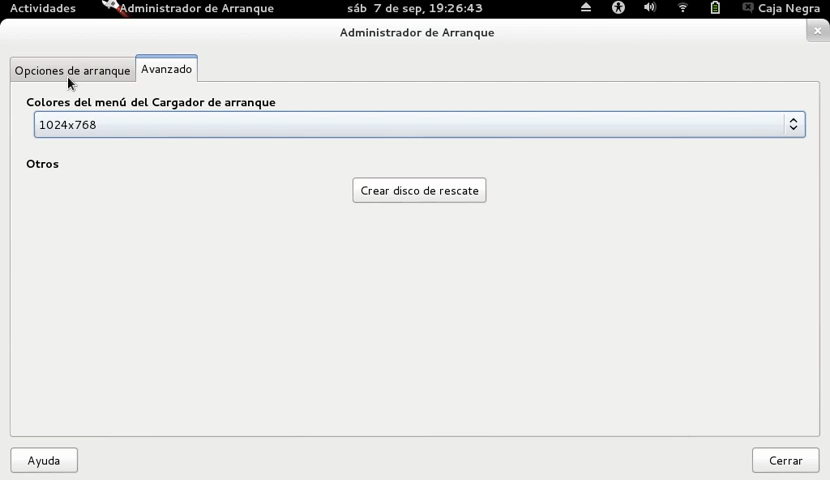 Actividades Administrador de Arranque sáb 7 de sep, 19:26:43 Caja Negra
Administrador de Arranque
Opciones de arranque Avanzado
Colores del menú del Cargador de arranque
1024x768
Otros
Crear disco de rescate
Ayuda Cerrar